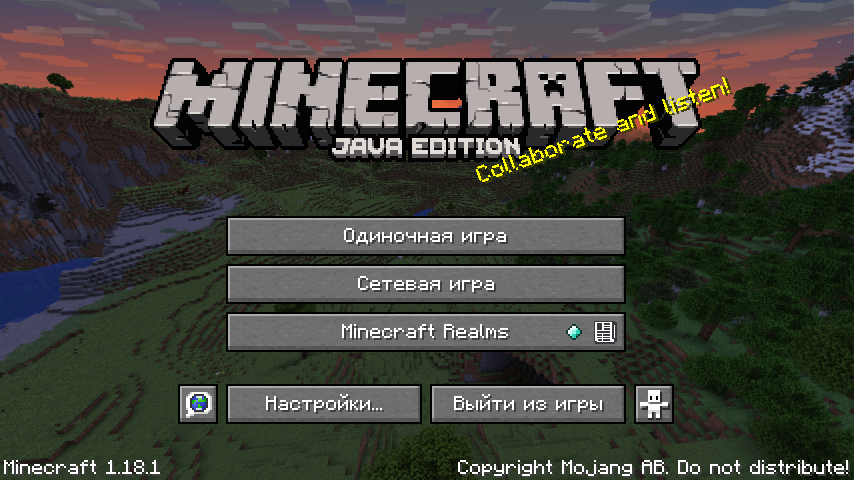 MINECRAFT
JAVA EDITION
Collaborate and listen!
Одиночная игра
Сетевая игра
Minecraft Realms
Настройки...
Выйти из игры
Minecraft 1.18.1
Copyright Mojang AB. Do not distribute!